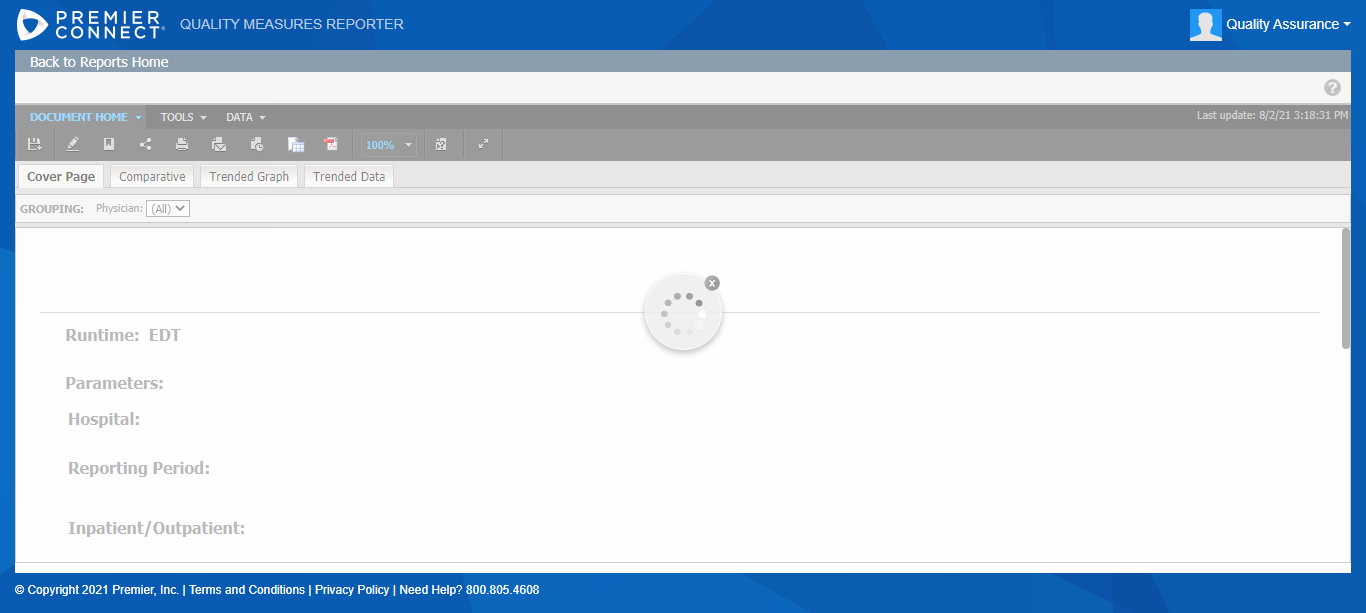 PREMIER CONNECT® QUALITY MEASURES REPORTER Quality Assurance
Back to Reports Home
?
DOCUMENT HOME TOOLS DATA Last update: 8/2/21 3:18:31 PM
100%
Cover Page Comparative Trended Graph Trended Data
GROUPING: Physician: (All)
x
Runtime: EDT
Parameters:
Hospital:
Reporting Period:
Inpatient/Outpatient:
© Copyright 2021 Premier, Inc. | Terms and Conditions | Privacy Policy | Need Help? 800.805.4608